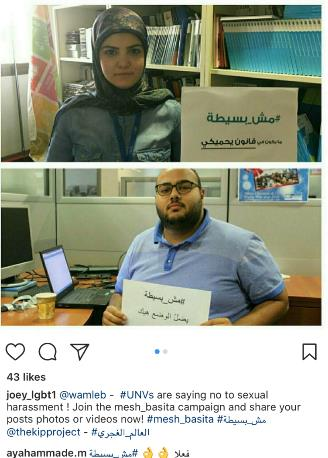 #مش_بسيطة
ما يكون في قانون يحميكي
#مش_بسيطة
يضل الوضع هيك
43 likes
joey_lgbt1 @wamleb - #UNVs are saying no to sexual
harassment ! Join the mesh_basita campaign and share your
posts photos or videos now! #mesh_basita #مش_بسيطة
@thekipproject - #العالم_الغجري
ayahammade.m #مش_بسيطة 👌👌 فعلا